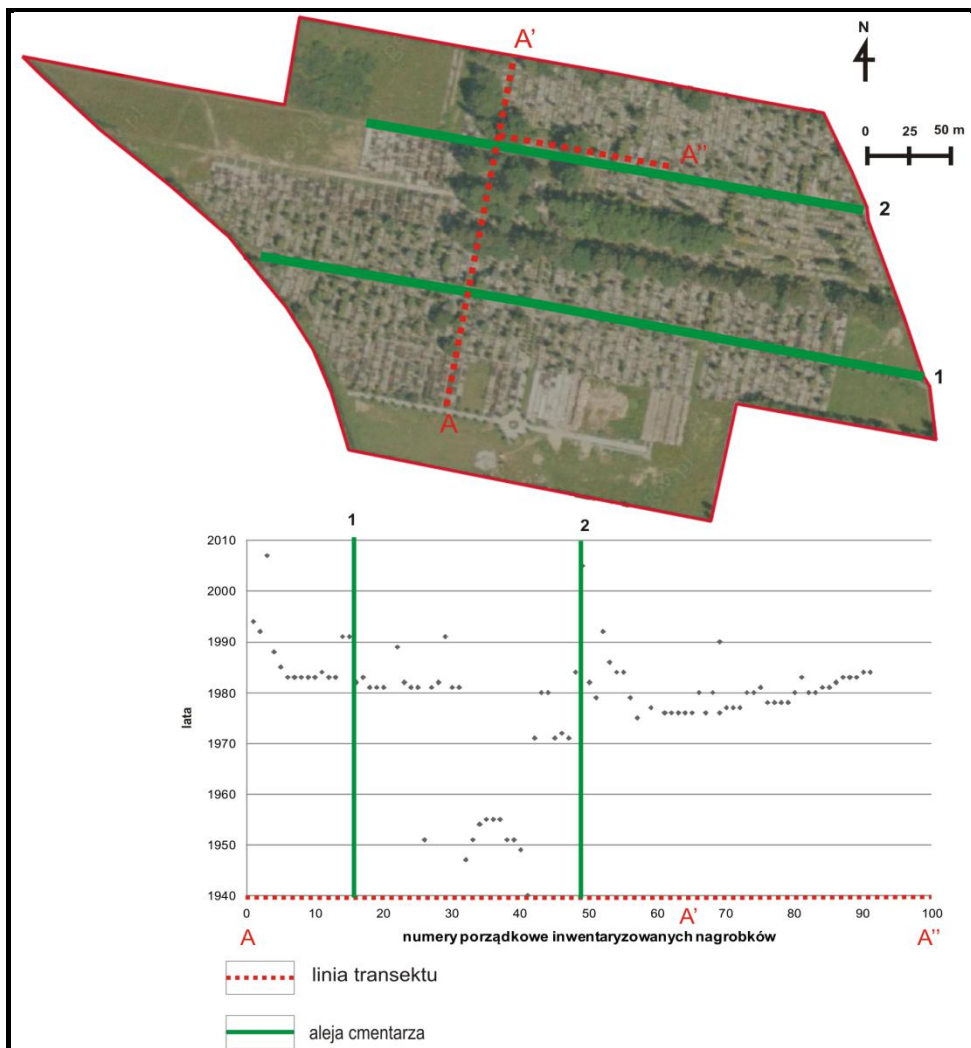 A'
N
0 25 50 m
A''
2
1
A
1
2
2010
2000
1990
1980
1970
1960
1950
1940
lata
0 10 20 30 40 50 60 70 80 90 100
A
A'
A''
numery porządkowe inwentaryzowanych nagrobków
linia transektu
aleja cmentarza